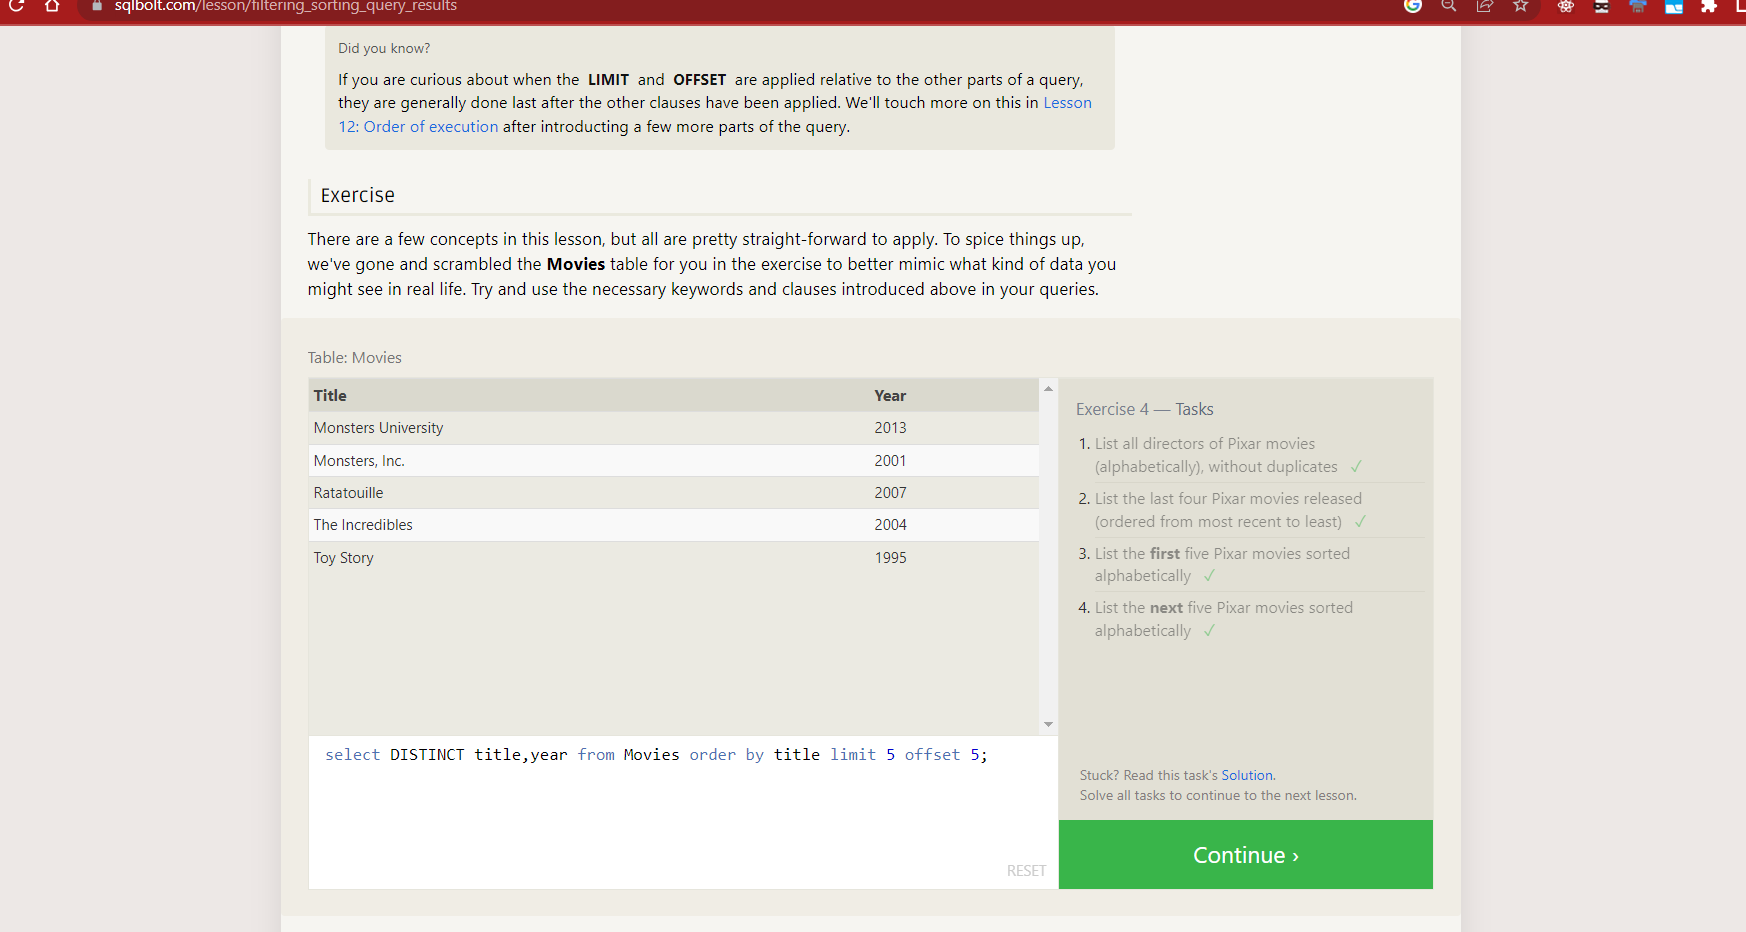 sqlbolt.com/lesson/filtering_sorting_query_results
Did you know?
If you are curious about when the LIMIT and OFFSET are applied relative to the other parts of a query,
they are generally done last after the other clauses have been applied. We'll touch more on this in Lesson
12: Order of execution after introducting a few more parts of the query.
Exercise
There are a few concepts in this lesson, but all are pretty straight-forward to apply. To spice things up,
we've gone and scrambled the Movies table for you in the exercise to better mimic what kind of data you
might see in real life. Try and use the necessary keywords and clauses introduced above in your queries.
Table: Movies
Title Year
Monsters University 2013
Monsters, Inc. 2001
Ratatouille 2007
The Incredibles 2004
Toy Story 1995
select DISTINCT title,year from Movies order by title limit 5 offset 5;
RESET
Exercise 4 — Tasks
1. List all directors of Pixar movies
(alphabetically), without duplicates ✓
2. List the last four Pixar movies released
(ordered from most recent to least) ✓
3. List the first five Pixar movies sorted
alphabetically ✓
4. List the next five Pixar movies sorted
alphabetically ✓
Stuck? Read this task's Solution.
Solve all tasks to continue to the next lesson.
Continue ›